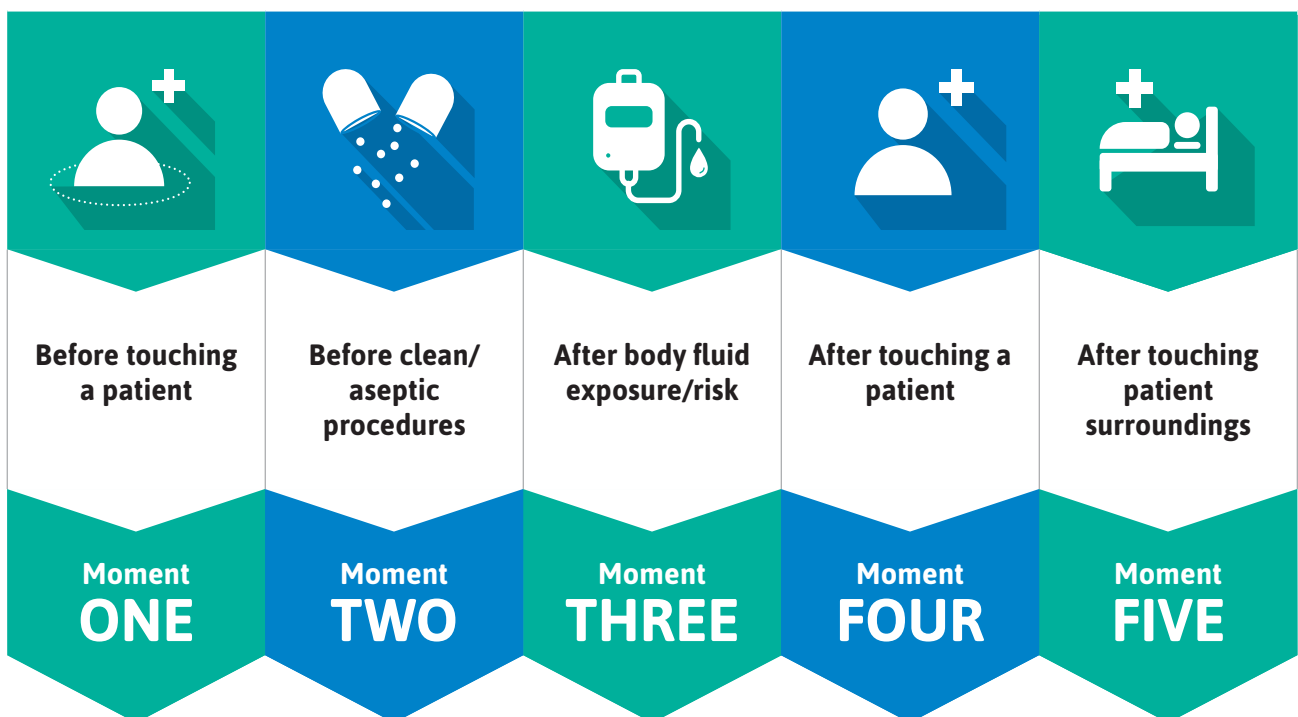 Before touching
a patient
Before clean/
aseptic
procedures
After body fluid
exposure/risk
After touching a
patient
After touching
patient
surroundings
Moment
ONE
Moment
TWO
Moment
THREE
Moment
FOUR
Moment
FIVE